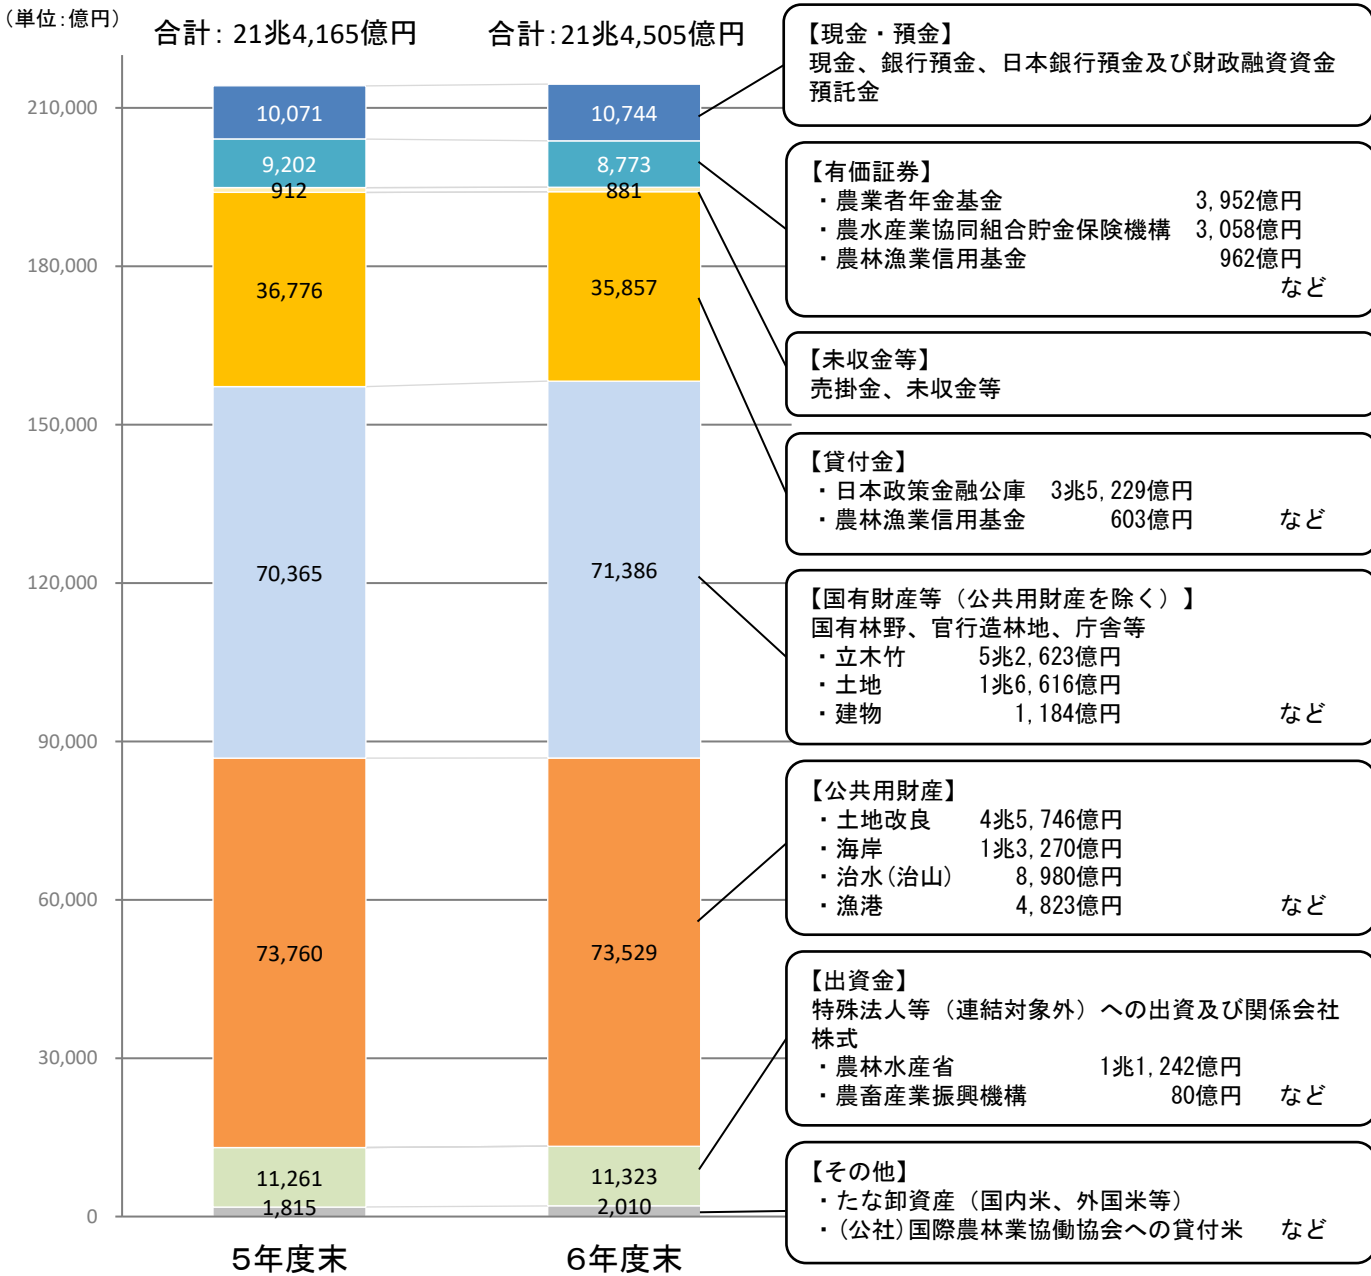 （単位：億円）
合計：21兆4,165億円
合計：21兆4,505億円
210,000
180,000
150,000
120,000
90,000
60,000
30,000
0
10,071
9,202
912
36,776
70,365
73,760
11,261
1,815
5年度末
10,744
8,773
881
35,857
71,386
73,529
11,323
2,010
6年度末
【現金・預金】
現金、銀行預金、日本銀行預金及び財政融資資金
預託金
【有価証券】
・農業者年金基金 3,952億円
・農水産業協同組合貯金保険機構 3,058億円
・農林漁業信用基金 962億円
など
【未収金等】
売掛金、未収金等
【貸付金】
・日本政策金融公庫 3兆5,229億円
・農林漁業信用基金 603億円 など
【国有財産等（公共用財産を除く）】
国有林野、官行造林地、庁舎等
・立木竹 5兆2,623億円
・土地 1兆6,616億円
・建物 1,184億円 など
【公共用財産】
・土地改良 4兆5,746億円
・海岸 1兆3,270億円
・治水(治山) 8,980億円
・漁港 4,823億円 など
【出資金】
特殊法人等（連結対象外）への出資及び関係会社
株式
・農林水産省 1兆1,242億円
・農畜産業振興機構 80億円 など
【その他】
・たな卸資産（国内米、外国米等）
・(公社)国際農林業協働協会への貸付米 など